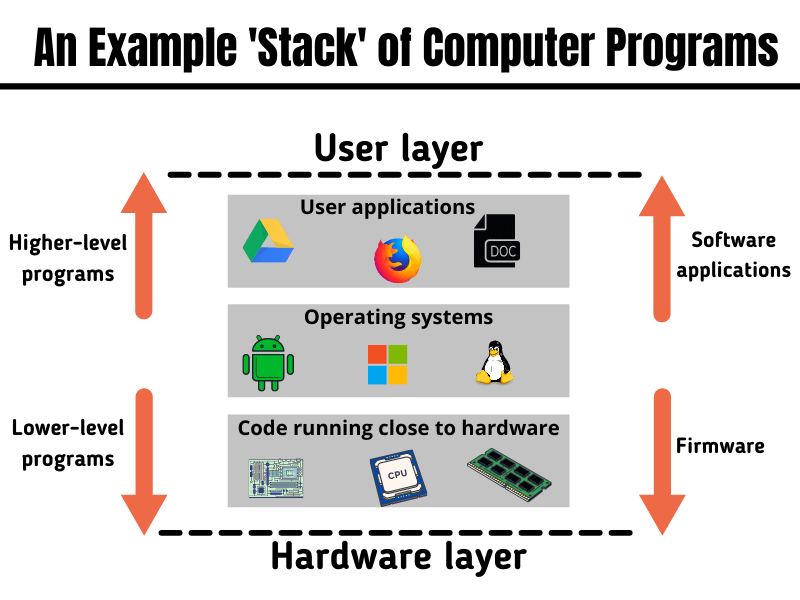 An Example 'Stack' of Computer Programs
User layer
User applications
DOC
Higher-level
programs
Software
applications
Operating systems
Lower-level
programs
Code running close to hardware
CPU
Firmware
Hardware layer